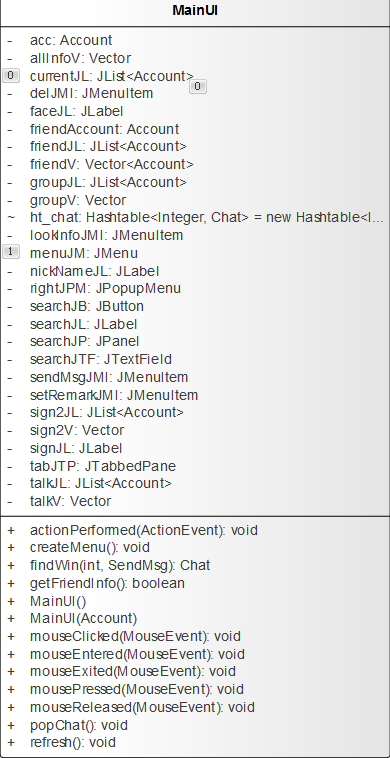 MainUI
- acc: Account
- allInfoV: Vector
0 currentJL: JList<Account>
- delJMI: JMenuItem 0
- faceJL: JLabel
- friendAccount: Account
- friendJL: JList<Account>
- friendV: Vector<Account>
- groupJL: JList<Account>
- groupV: Vector
~ ht_chat: Hashtable<Integer, Chat> = new Hashtable<I...
- lookInfoJMI: JMenuItem
1 menuJM: JMenu
- nickNameJL: JLabel
- rightJPM: JPopupMenu
- searchJB: JButton
- searchJL: JLabel
- searchJP: JPanel
- searchJTF: JTextField
- sendMsgJMI: JMenuItem
- setRemarkJMI: JMenuItem
- sign2JL: JList<Account>
- sign2V: Vector
- signJL: JLabel
- tabJTP: JTabbedPane
- talkJL: JList<Account>
- talkV: Vector
+ actionPerformed(ActionEvent): void
+ createMenu(): void
+ findWin(int, SendMsg): Chat
+ getFriendInfo(): boolean
+ MainUI()
+ MainUI(Account)
+ mouseClicked(MouseEvent): void
+ mouseEntered(MouseEvent): void
+ mouseExited(MouseEvent): void
+ mousePressed(MouseEvent): void
+ mouseReleased(MouseEvent): void
+ popChat(): void
+ refresh(): void